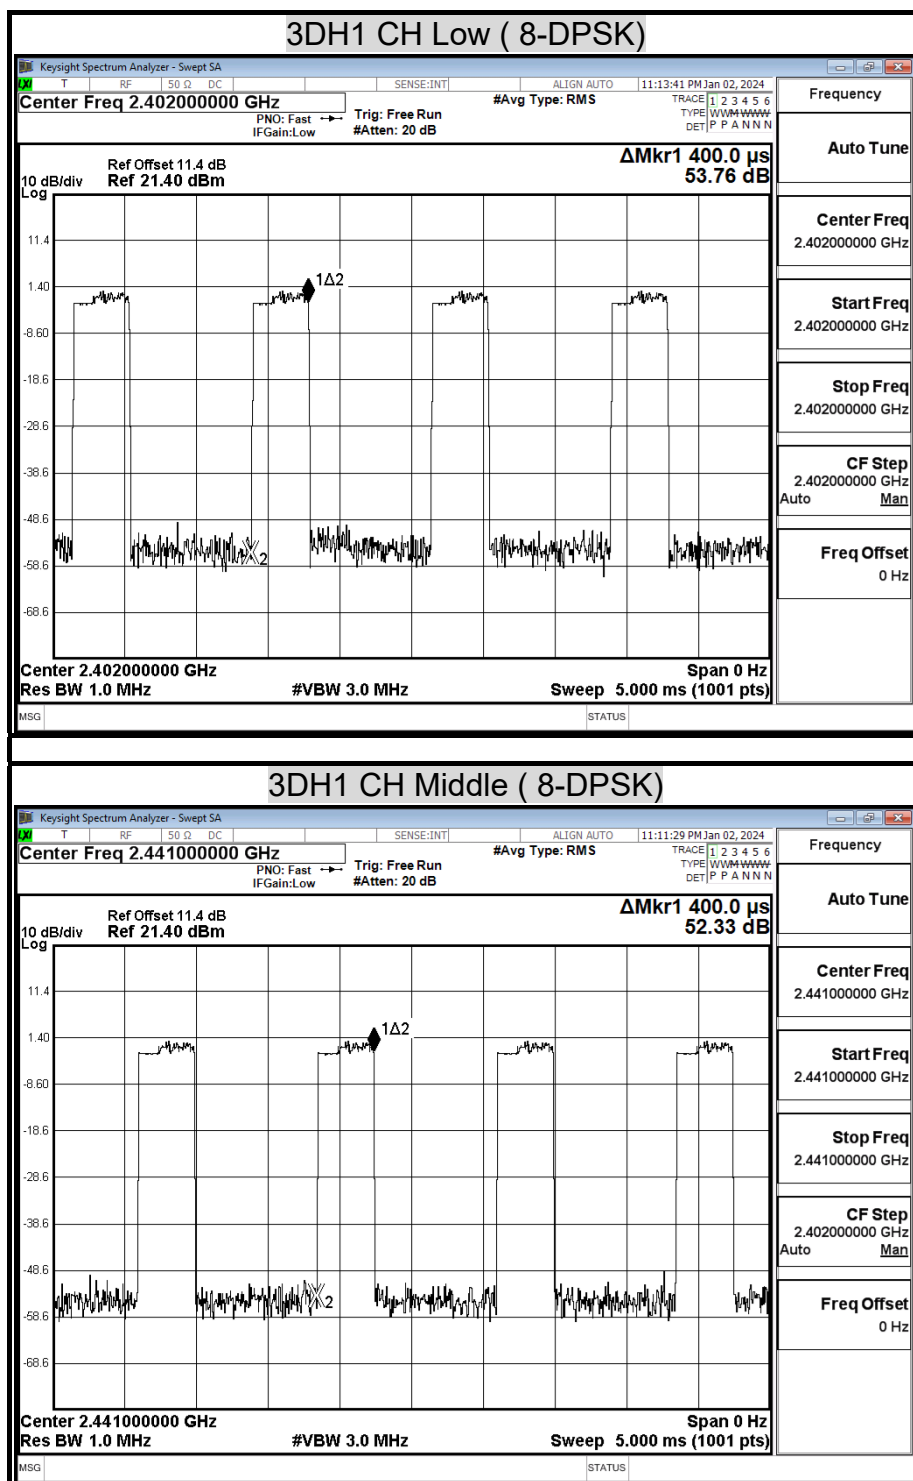 3DH1 CH Low ( 8-DPSK)
Keysight Spectrum Analyzer - Swept SA
LXI T RF 50 Ω DC SENSE:INT ALIGN AUTO 11:13:41 PM Jan 02, 2024
Center Freq 2.402000000 GHz
#Avg Type: RMS
TRACE 1 2 3 4 5 6
TYPE WWMWWWW
DET P P A N N N
PNO: Fast
IFGain:Low
Trig: Free Run
#Atten: 20 dB
Frequency
ΔMkr1 400.0 µs
53.76 dB
Ref Offset 11.4 dB
10 dB/div Ref 21.40 dBm
Log
11.4
1.40
-8.60
-18.6
-28.6
-38.6
-48.6
-58.6
-68.6
1Δ2
2
Center 2.402000000 GHz
Span 0 Hz
Res BW 1.0 MHz
#VBW 3.0 MHz
Sweep 5.000 ms (1001 pts)
MSG
STATUS
Auto Tune
Center Freq
2.402000000 GHz
Start Freq
2.402000000 GHz
Stop Freq
2.402000000 GHz
CF Step
2.402000000 GHz
Auto Man
Freq Offset
0 Hz
3DH1 CH Middle ( 8-DPSK)
Keysight Spectrum Analyzer - Swept SA
LXI T RF 50 Ω DC SENSE:INT ALIGN AUTO 11:11:29 PM Jan 02, 2024
Center Freq 2.441000000 GHz
#Avg Type: RMS
TRACE 1 2 3 4 5 6
TYPE WWMWWWW
DET P P A N N N
PNO: Fast
IFGain:Low
Trig: Free Run
#Atten: 20 dB
Frequency
ΔMkr1 400.0 µs
52.33 dB
Ref Offset 11.4 dB
10 dB/div Ref 21.40 dBm
Log
11.4
1.40
-8.60
-18.6
-28.6
-38.6
-48.6
-58.6
-68.6
1Δ2
2
Center 2.441000000 GHz
Span 0 Hz
Res BW 1.0 MHz
#VBW 3.0 MHz
Sweep 5.000 ms (1001 pts)
MSG
STATUS
Auto Tune
Center Freq
2.441000000 GHz
Start Freq
2.441000000 GHz
Stop Freq
2.441000000 GHz
CF Step
2.402000000 GHz
Auto Man
Freq Offset
0 Hz